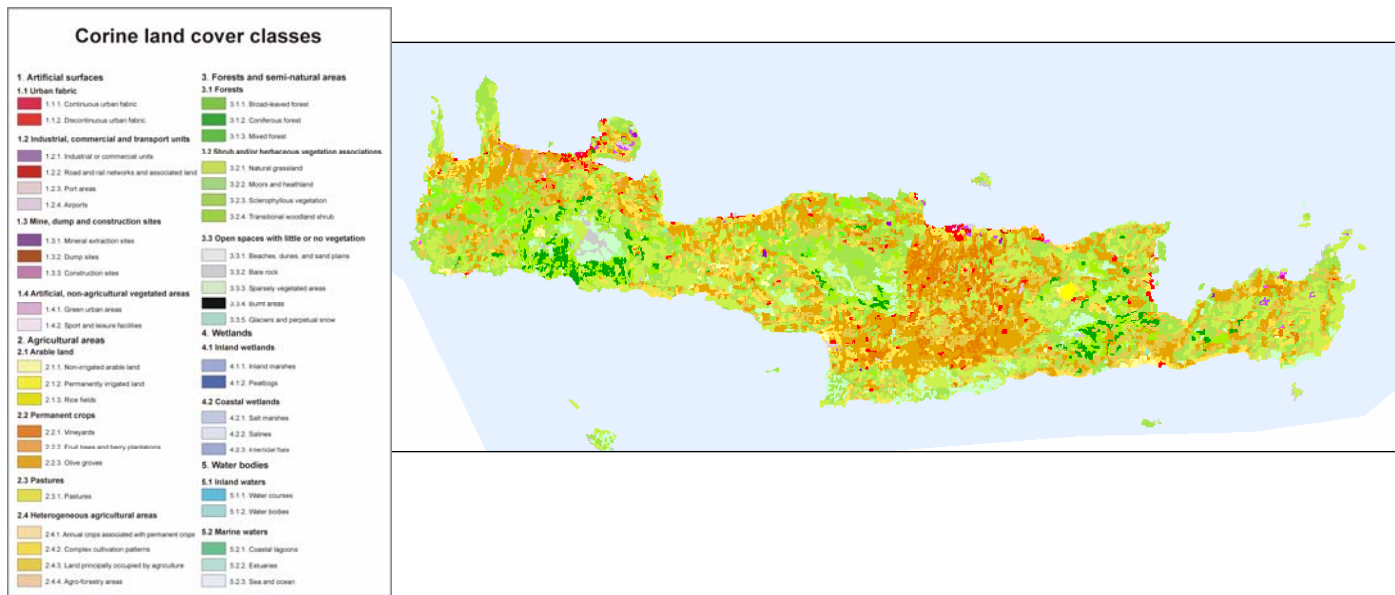 Corine land cover classes
1. Artificial surfaces
1.1 Urban fabric
1.1.1. Continuous urban fabric
1.1.2. Discontinuous urban fabric
1.2 Industrial, commercial and transport units
1.2.1. Industrial or commercial units
1.2.2. Road and rail networks and associated land
1.2.3. Port areas
1.2.4. Airports
1.3 Mine, dump and construction sites
1.3.1. Mineral extraction sites
1.3.2. Dump sites
1.3.3. Construction sites
1.4 Artificial, non-agricultural vegetated areas
1.4.1. Green urban areas
1.4.2. Sport and leisure facilities
2. Agricultural areas
2.1 Arable land
2.1.1. Non-irrigated arable land
2.1.2. Permanently irrigated land
2.1.3. Rice fields
2.2 Permanent crops
2.2.1. Vineyards
2.2.2. Fruit trees and berry plantations
2.2.3. Olive groves
2.3 Pastures
2.3.1. Pastures
2.4 Heterogeneous agricultural areas
2.4.1. Annual crops associated with permanent crops
2.4.2. Complex cultivation patterns
2.4.3. Land principally occupied by agriculture
2.4.4. Agro-forestry areas
3. Forests and semi-natural areas
3.1 Forests
3.1.1. Broad-leaved forest
3.1.2. Coniferous forest
3.1.3. Mixed forest
3.2 Shrub and/or herbaceous vegetation associations
3.2.1. Natural grassland
3.2.2. Moors and heathland
3.2.3. Sclerophyllous vegetation
3.2.4. Transitional woodland shrub
3.3 Open spaces with little or no vegetation
3.3.1. Beaches, dunes, and sand plains
3.3.2. Bare rock
3.3.3. Sparsely vegetated areas
3.3.4. Burnt areas
3.3.5. Glaciers and perpetual snow
4. Wetlands
4.1 Inland wetlands
4.1.1. Inland marshes
4.1.2. Peatbogs
4.2 Coastal wetlands
4.2.1. Salt marshes
4.2.2. Salines
4.2.3. Intertidal flats
5. Water bodies
5.1 Inland waters
5.1.1. Water courses
5.1.2. Water bodies
5.2 Marine waters
5.2.1. Coastal lagoons
5.2.2. Estuaries
5.2.3. Sea and ocean